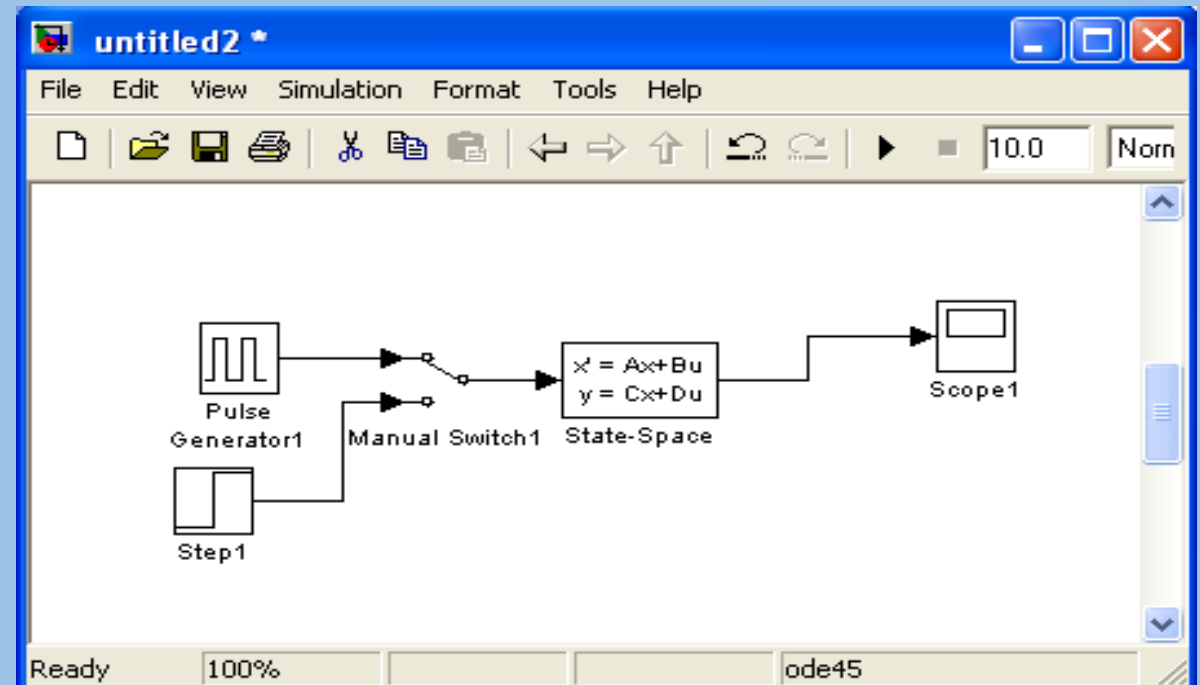 untitled2 *
File Edit View Simulation Format Tools Help
10.0 Norn
x' = Ax+Bu
y = Cx+Du
Scope1
Pulse
Generator1
Manual Switch1
State-Space
Step1
Ready 100% ode45